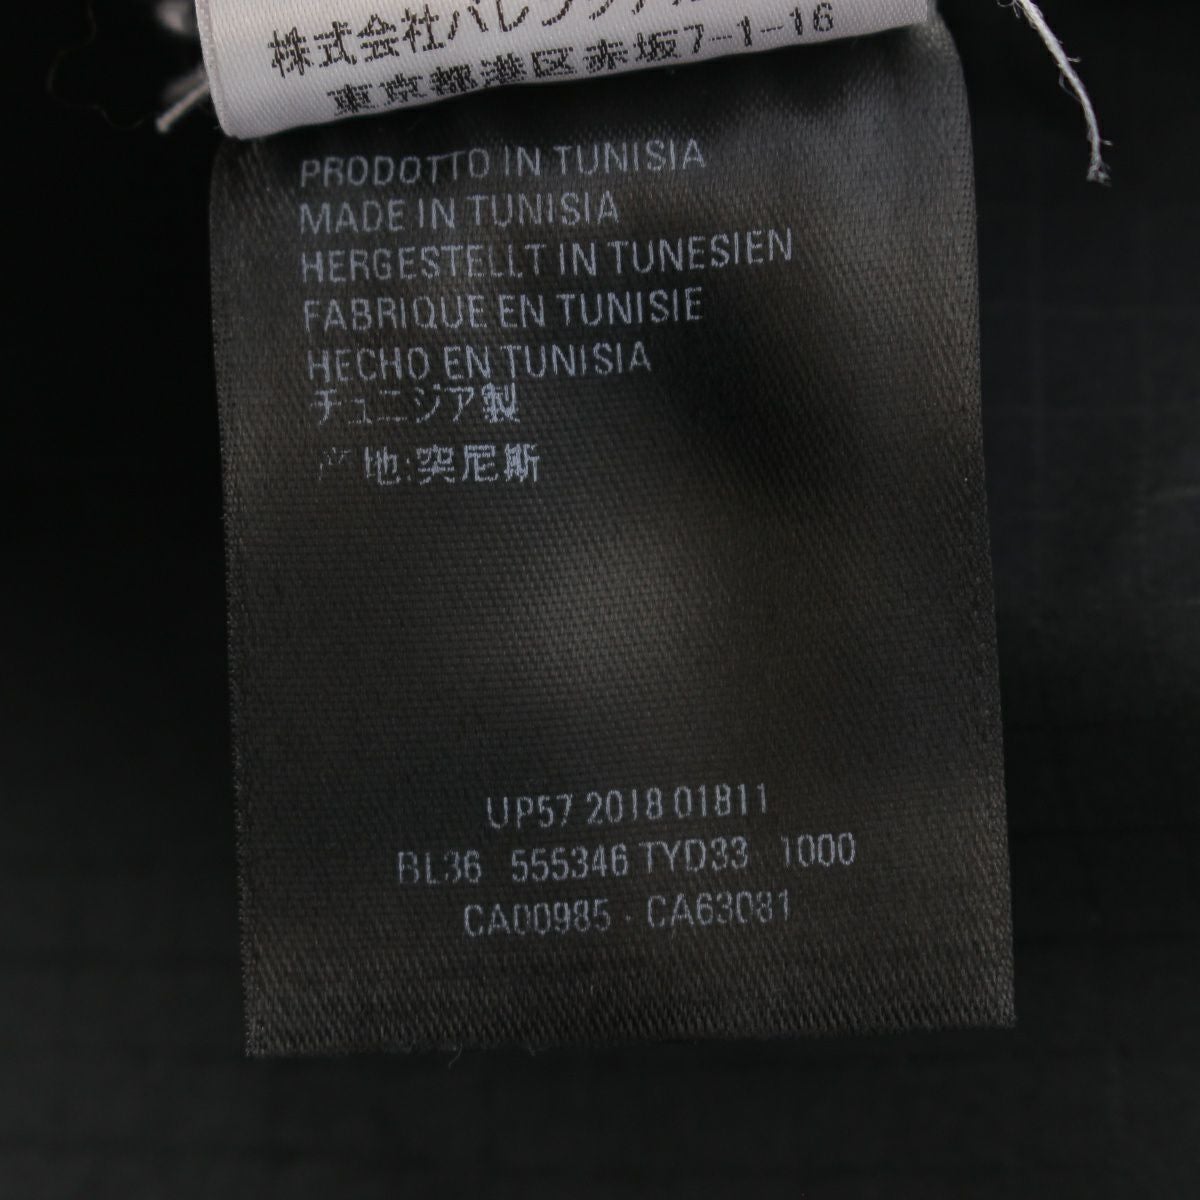 株式会社バレンシアガ
東京都港区赤坂7-1-16
PRODOTTO IN TUNISIA
MADE IN TUNISIA
HERGESTELLT IN TUNESIEN
FABRIQUE EN TUNISIE
HECHO EN TUNISIA
チュニジア製
产地:突尼斯
UP57 2018 01811
BL36 555346 TYD33 1000
CA00985 - CA63081